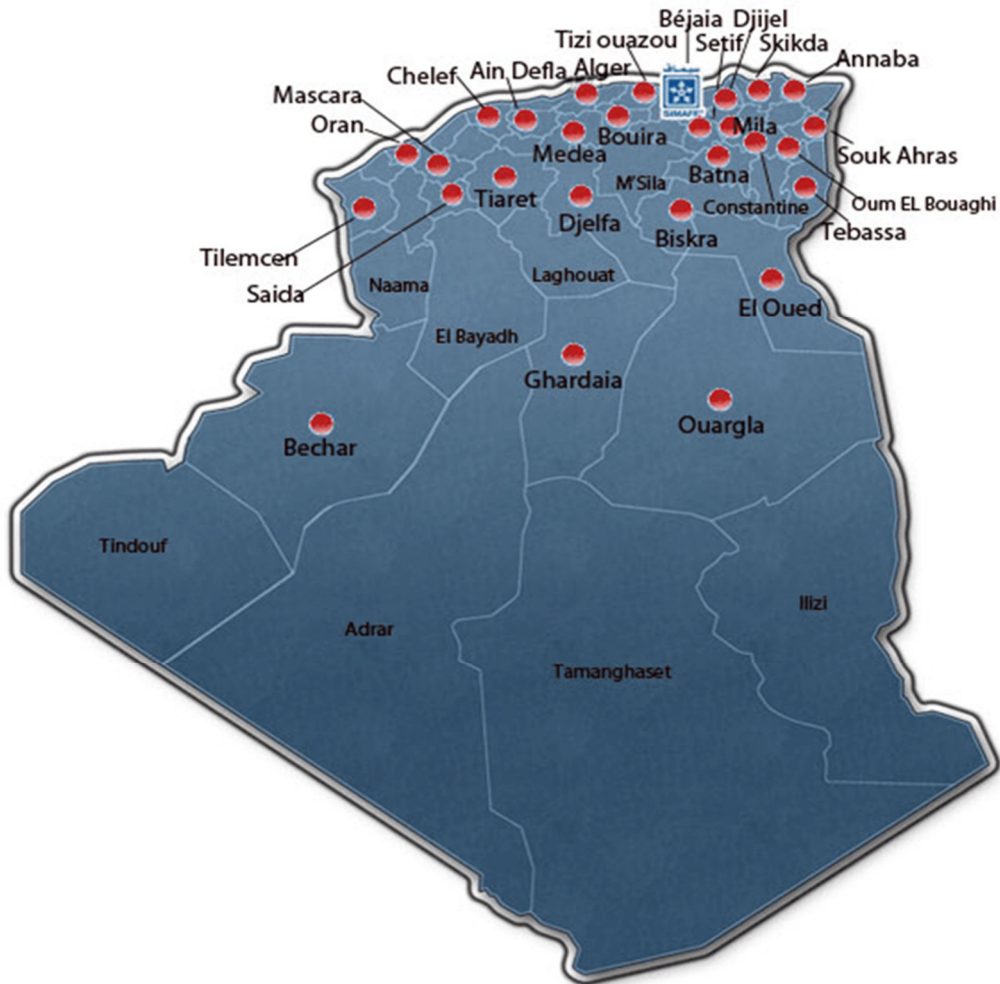 Béjaia Djijel
Tizi ouazou Setif Skikda
Annaba
Chelef Ain Defla Alger
Mascara
Oran
SIMAFE
Mila
Bouira
Medea
Souk Ahras
Batna
M'Sila
Tiaret
Constantine
Oum EL Bouaghi
Djelfa
Biskra
Tebassa
Tilemcen
Saida
Naama
Laghouat
El Oued
El Bayadh
Ghardaia
Ouargla
Bechar
Tindouf
Ilizi
Adrar
Tamanghaset